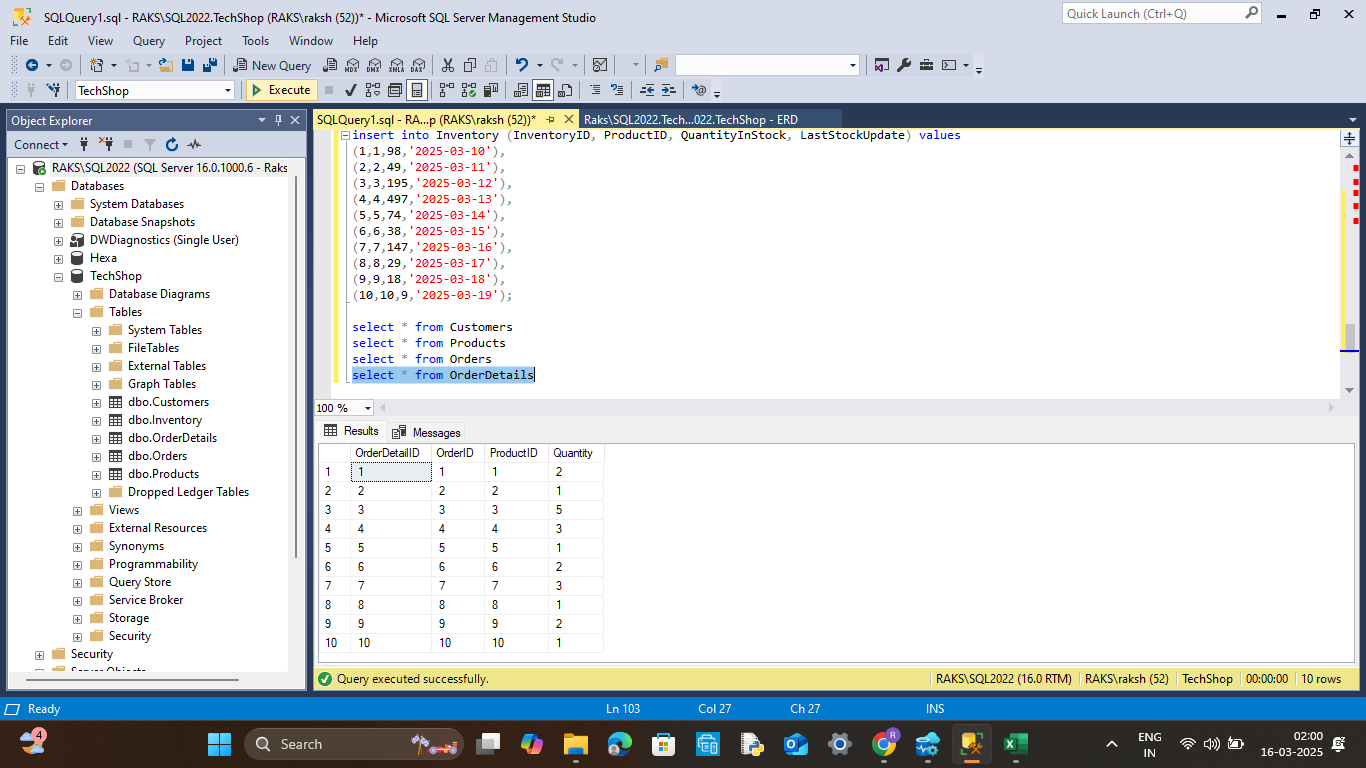 SQLQuery1.sql - RAKS\SQL2022.TechShop (RAKS\raksh (52))* - Microsoft SQL Server Management Studio
Quick Launch (Ctrl+Q)
File Edit View Query Project Tools Window Help
New Query
MDX DMX XMLA DAX
TechShop
Execute
Object Explorer
SQLQuery1.sql - RA...p (RAKS\raksh (52))*
Raks\SQL2022.Tech...022.TechShop - ERD
Connect
RAKS\SQL2022 (SQL Server 16.0.1000.6 - Raks
Databases
System Databases
Database Snapshots
DWDiagnostics (Single User)
Hexa
TechShop
Database Diagrams
Tables
System Tables
FileTables
External Tables
Graph Tables
dbo.Customers
dbo.Inventory
dbo.OrderDetails
dbo.Orders
dbo.Products
Dropped Ledger Tables
Views
External Resources
Synonyms
Programmability
Query Store
Service Broker
Storage
Security
Security
Server Objects
insert into Inventory (InventoryID, ProductID, QuantityInStock, LastStockUpdate) values
(1,1,98,'2025-03-10'),
(2,2,49,'2025-03-11'),
(3,3,195,'2025-03-12'),
(4,4,497,'2025-03-13'),
(5,5,74,'2025-03-14'),
(6,6,38,'2025-03-15'),
(7,7,147,'2025-03-16'),
(8,8,29,'2025-03-17'),
(9,9,18,'2025-03-18'),
(10,10,9,'2025-03-19');
select * from Customers
select * from Products
select * from Orders
select * from OrderDetails
100 %
Results Messages
OrderDetailID OrderID ProductID Quantity
1 1 1 1 2
2 2 2 2 1
3 3 3 3 5
4 4 4 4 3
5 5 5 5 1
6 6 6 6 2
7 7 7 7 3
8 8 8 8 1
9 9 9 9 2
10 10 10 10 1
Query executed successfully.
RAKS\SQL2022 (16.0 RTM) RAKS\raksh (52) TechShop 00:00:00 10 rows
Ready
Ln 103 Col 27 Ch 27 INS
4
Search
R
ENG
IN
02:00
16-03-2025